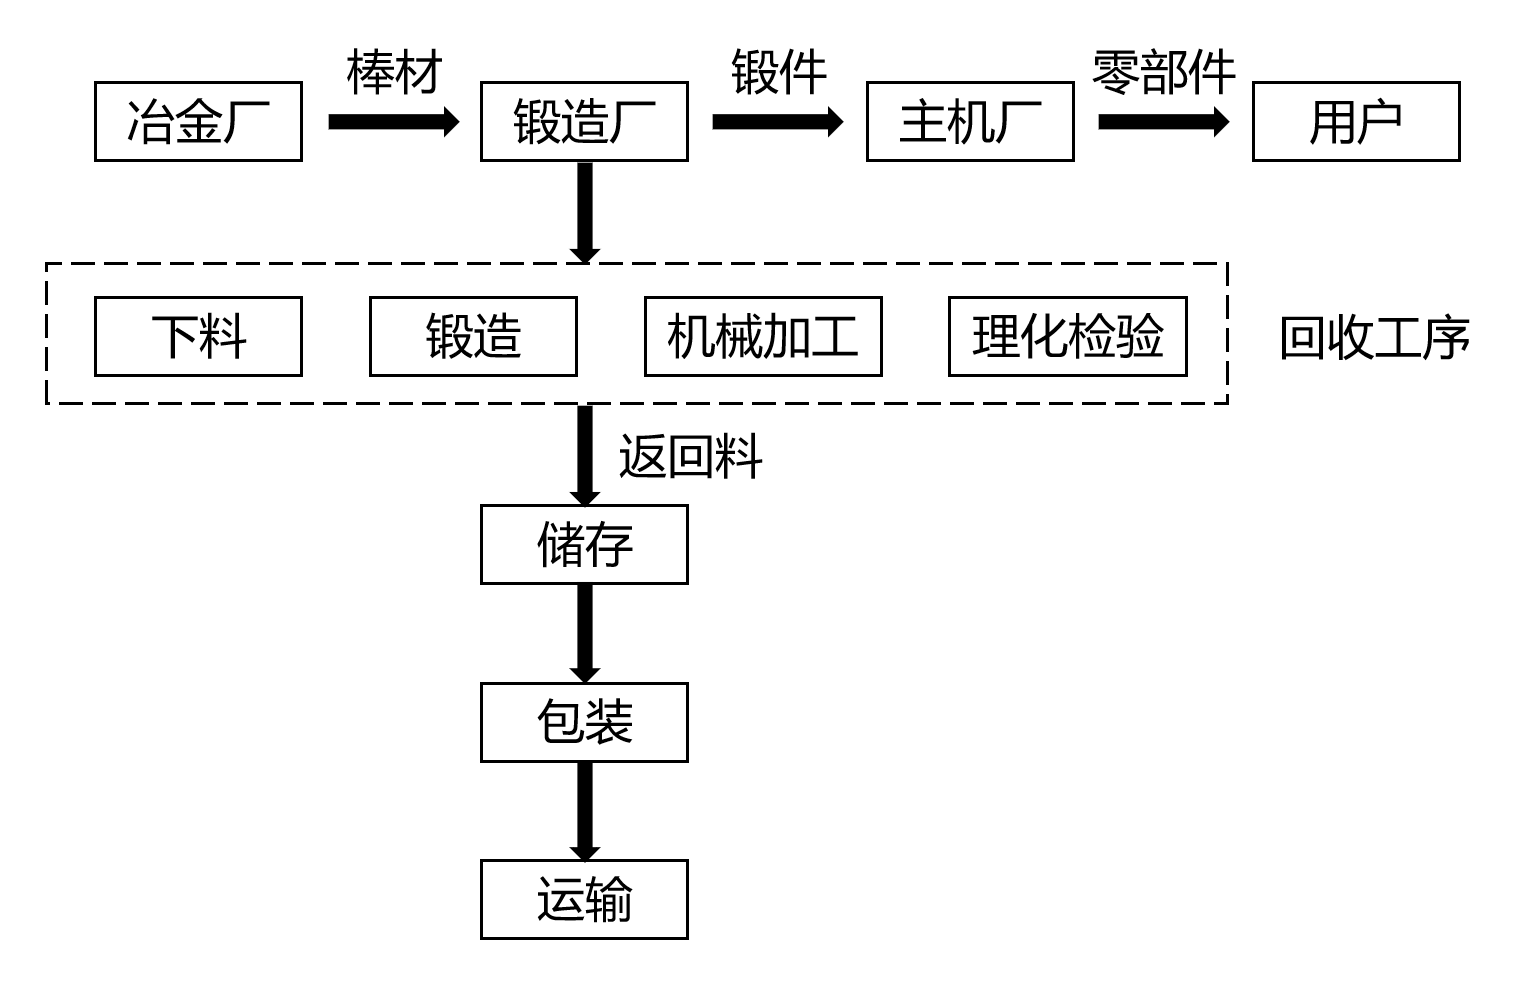 棒材
锻件
零部件
冶金厂
锻造厂
主机厂
用户
下料
锻造
机械加工
理化检验
回收工序
返回料
储存
包装
运输